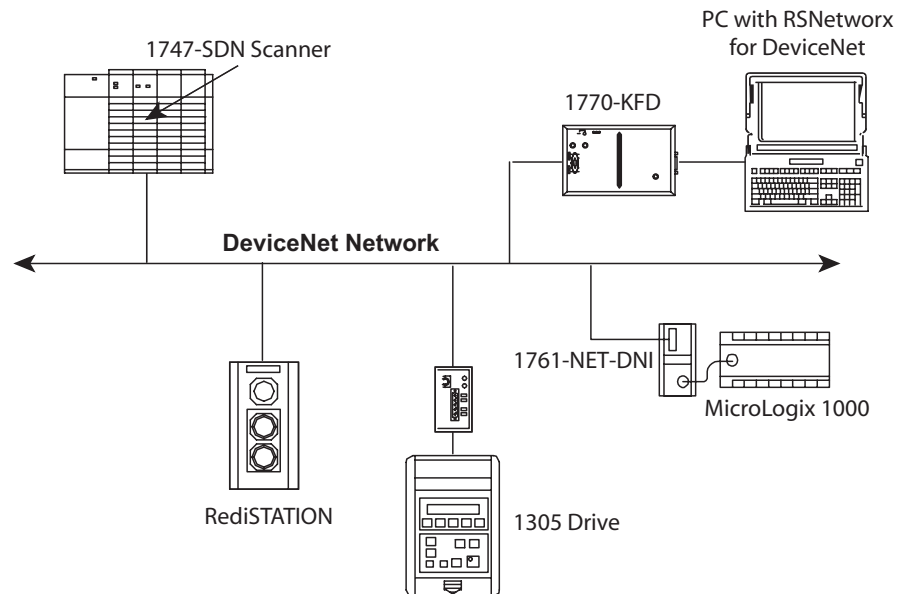 PC with RSNetworx
for DeviceNet
1747-SDN Scanner
1770-KFD
DeviceNet Network
1761-NET-DNI
MicroLogix 1000
RediSTATION
1305 Drive